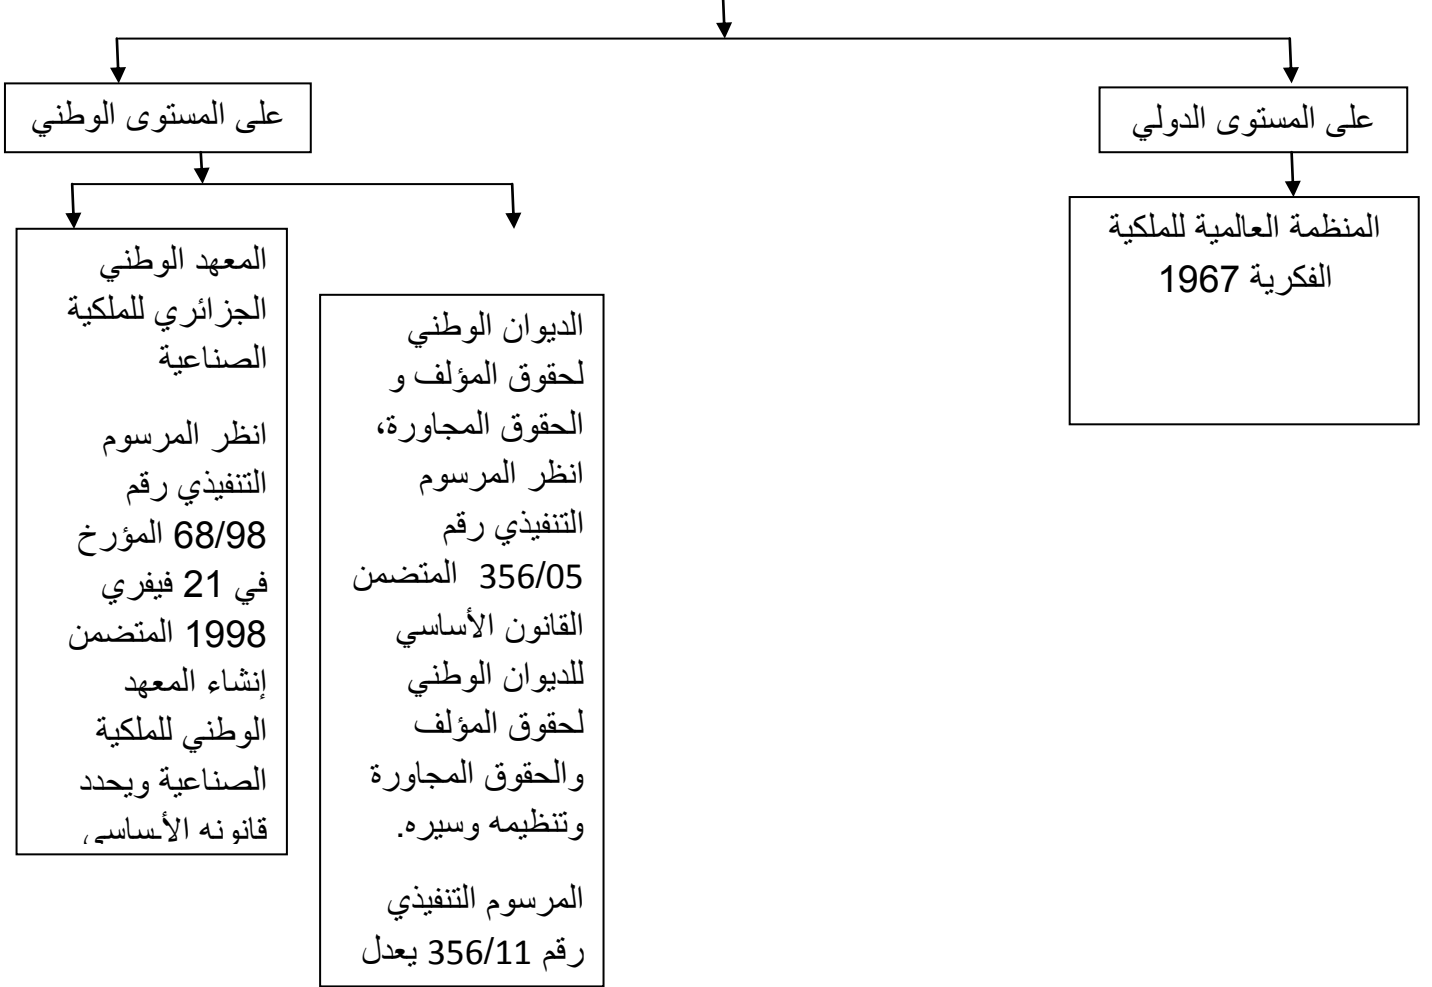 على المستوى الدولي
المنظمة العالمية للملكية
الفكرية 1967
على المستوى الوطني
الديوان الوطني
لحقوق المؤلف و
الحقوق المجاورة،
انظر المرسوم
التنفيذي رقم
356/05 المتضمن
القانون الأساسي
للديوان الوطني
لحقوق المؤلف
والحقوق المجاورة
وتنظيمه وسيره.
المرسوم التنفيذي
رقم 356/11 يعدل
المعهد الوطني
الجزائري للملكية
الصناعية
انظر المرسوم
التنفيذي رقم
68/98 المؤرخ
في 21 فيفري
1998 المتضمن
إنشاء المعهد
الوطني للملكية
الصناعية ويحدد
قانونه الأساسي